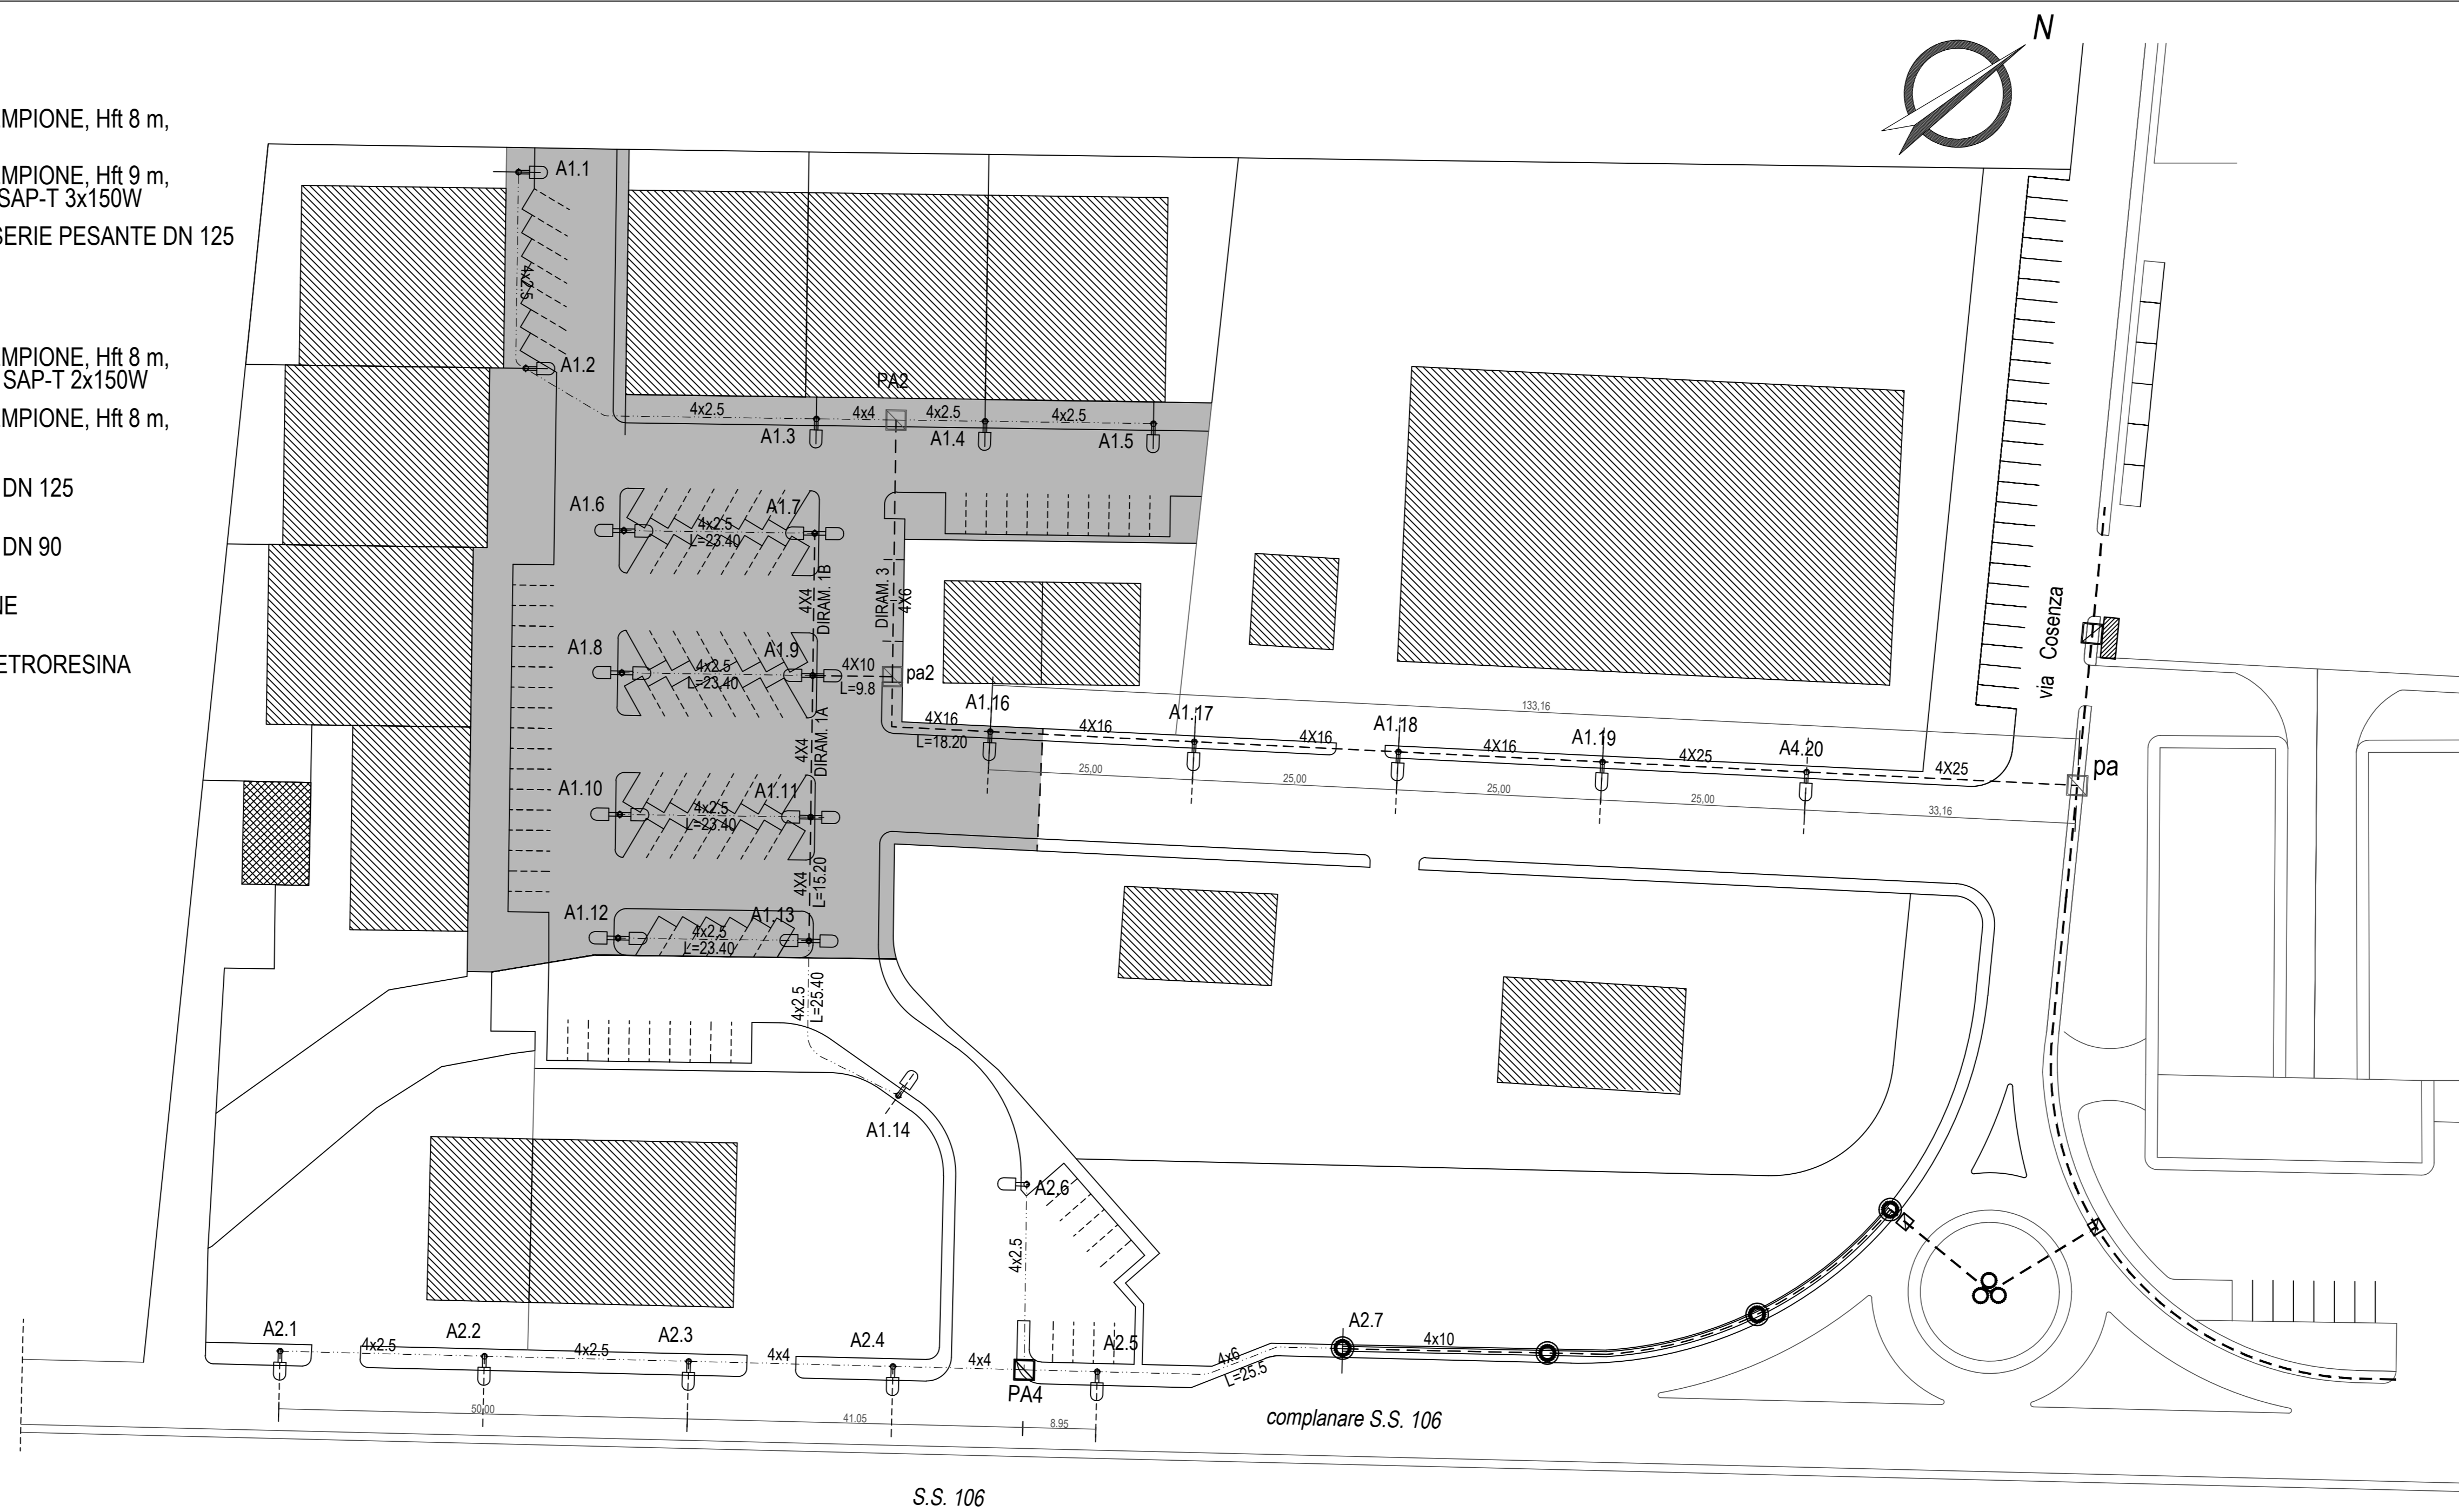 N
MPIONE, Hft 8 m,
MPIONE, Hft 9 m,
SAP-T 3x150W
SERIE PESANTE DN 125
MPIONE, Hft 8 m,
SAP-T 2x150W
MPIONE, Hft 8 m,
DN 125
DN 90
NE
ETRORESINA
A1.1
4x2.5
A1.2
PA2
4x2.5
4x4
4x2.5
4x2.5
A1.3
A1.4
A1.5
A1.6
A1.7
4x2.5
L=23.40
4X4
DIRAM. 1B
DIRAM. 3
4X6
via Cosenza
A1.8
A1.9
4x2.5
L=23.40
4X10
L=9.8
pa2
4X4
DIRAM. 1A
A1.16
A1.17
A1.18
A1.19
A4.20
133,16
4X16
L=18.20
4X16
4X16
4X16
4X25
4X25
pa
25,00
25,00
25,00
25,00
33,16
A1.10
A1.11
4x2.5
L=23.40
4X4
L=15.20
A1.12
A1.13
4x2,5
L=23.40
4x2.5
L=25.40
A1.14
A2.6
4x2.5
A2.1
A2.2
A2.3
A2.4
A2.5
A2.7
4x2.5
4x2.5
4x4
4x4
4x6
L=25.5
4x10
PA4
50,00
41.05
8.95
complanare S.S. 106
S.S. 106